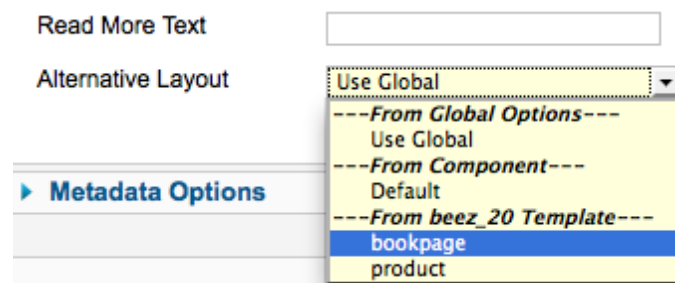 Read More Text
Alternative Layout
Use Global
---From Global Options---
Use Global
---From Component---
Default
---From beez_20 Template---
bookpage
product
Metadata Options